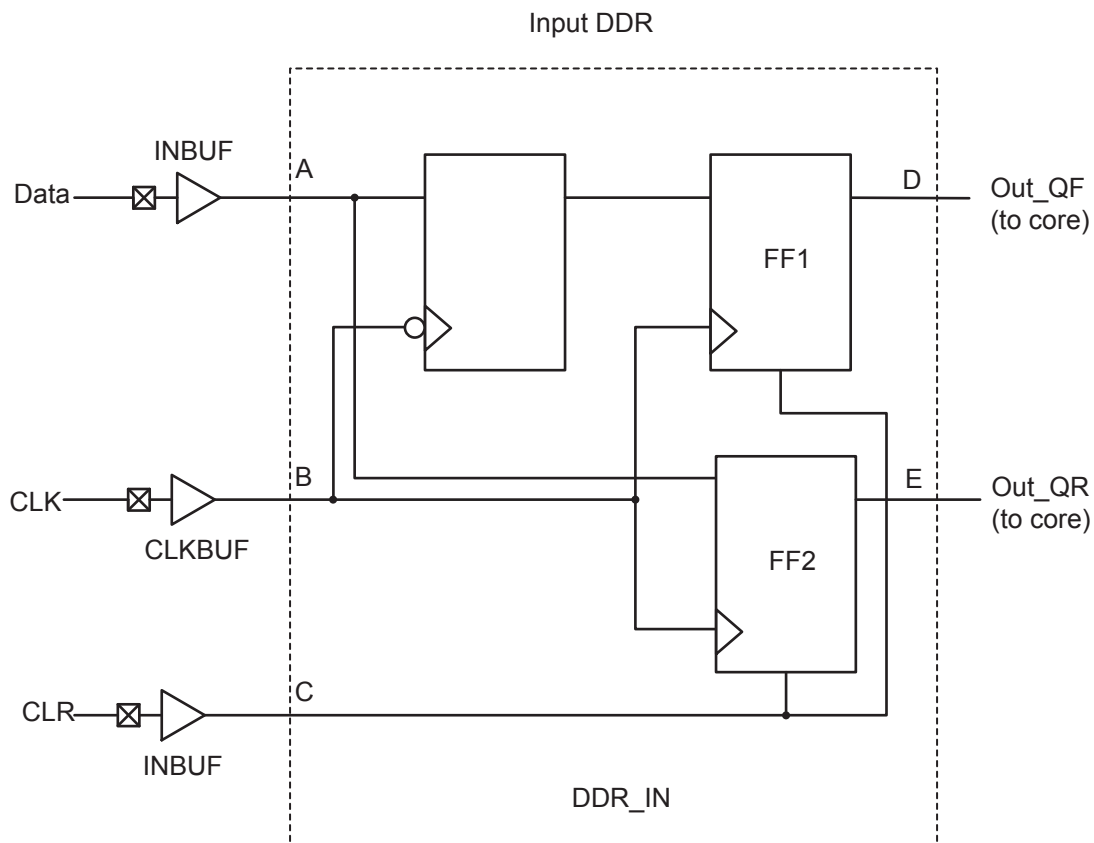 Input DDR
INBUF
A
D
Data
Out_QF
(to core)
FF1
B
E
CLK
Out_QR
(to core)
CLKBUF
FF2
C
CLR
INBUF
DDR_IN